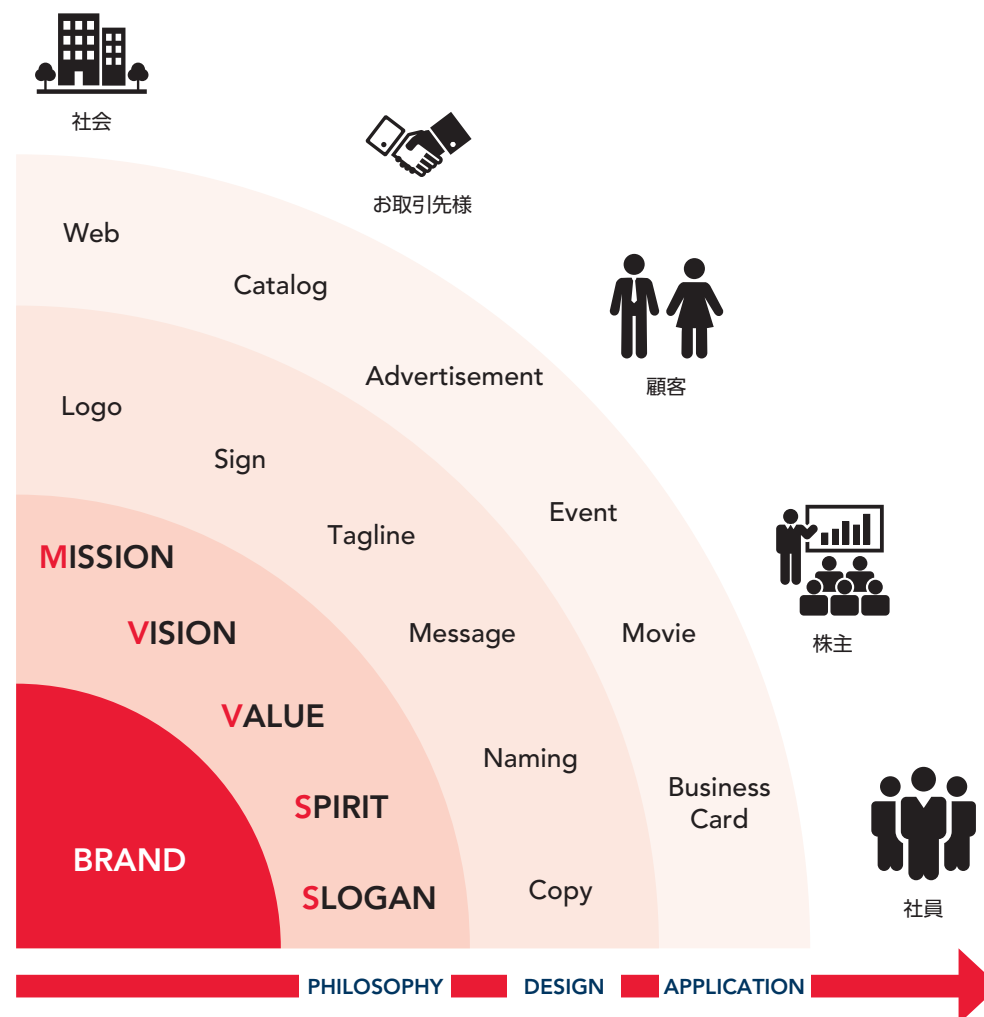 社会
お取引先様
Web
Catalog
Advertisement
顧客
Logo
Sign
Event
Tagline
MISSION
VISION
Message
Movie
株主
VALUE
Naming
Business
Card
SPIRIT
BRAND
SLOGAN
Copy
社員
PHILOSOPHY
DESIGN
APPLICATION